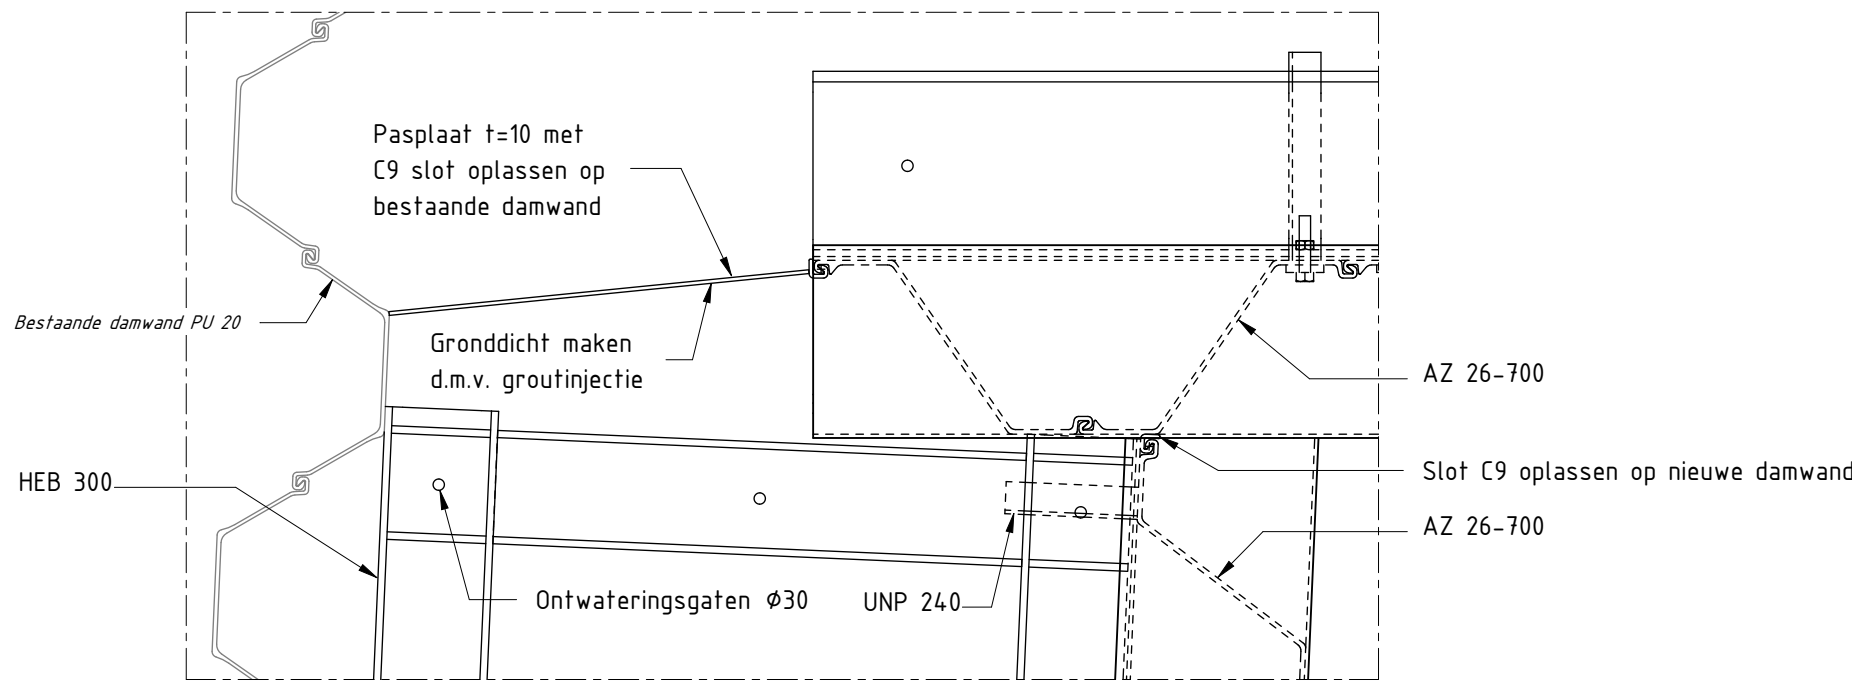 Pasplaat t=10 met
C9 slot oplassen op
bestaande damwand
Bestaande damwand PU 20
Gronddicht maken
d.m.v. groutinjectie
AZ 26-700
HEB 300
Slot C9 oplassen op nieuwe damwand
AZ 26-700
Ontwateringsgaten Ø30
UNP 240